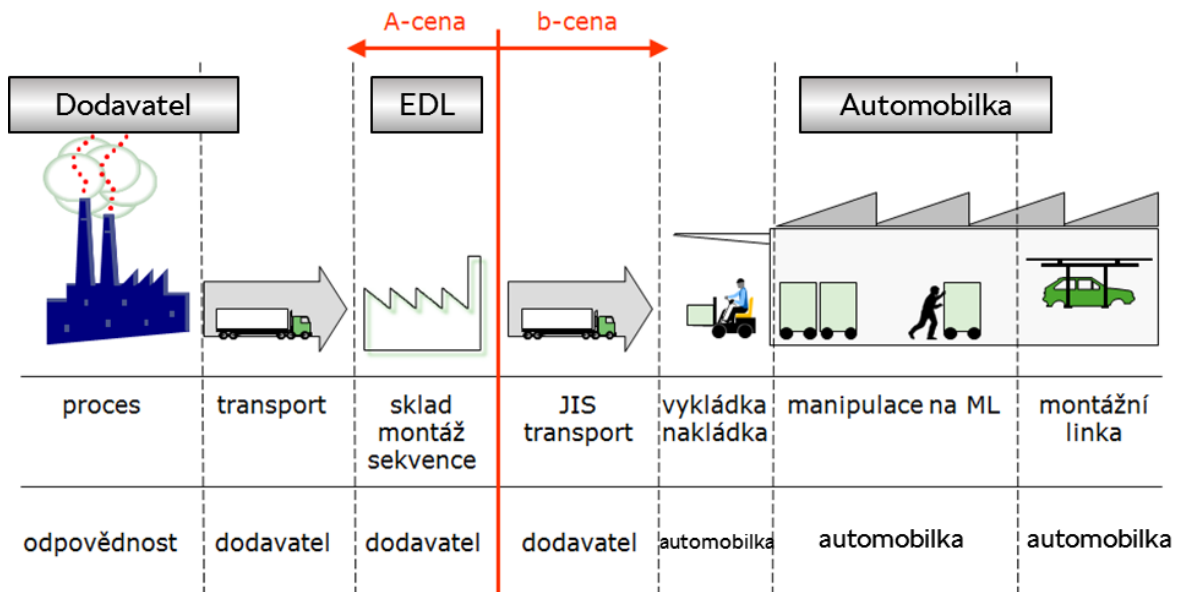 A-cena
b-cena
Dodavatel
EDL
Automobilka
proces
transport
sklad
montáž
sekvence
JIS
transport
vykládka
nakládka
manipulace na ML
montážní
linka
odpovědnost
dodavatel
dodavatel
dodavatel
automobilka
automobilka
automobilka